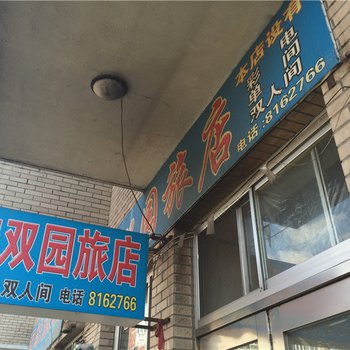 双园旅店
双人间 电话 8162766
园旅店
本店设有
彩电
单间
双人间
电话:8162766